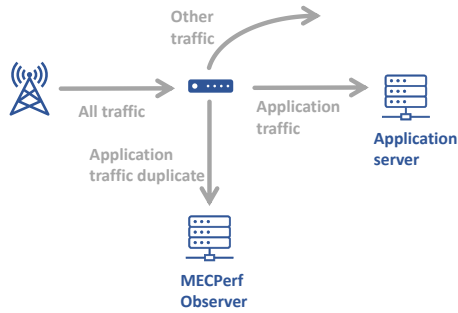 Other
traffic
All traffic
Application
traffic
Application
server
Application
traffic duplicate
MECPerf
Observer